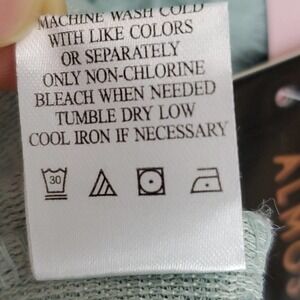 MACHINE WASH COLD
WITH LIKE COLORS
OR SEPARATELY
ONLY NON-CHLORINE
BLEACH WHEN NEEDED
TUMBLE DRY LOW
COOL IRON IF NECESSARY
30
ALMOS